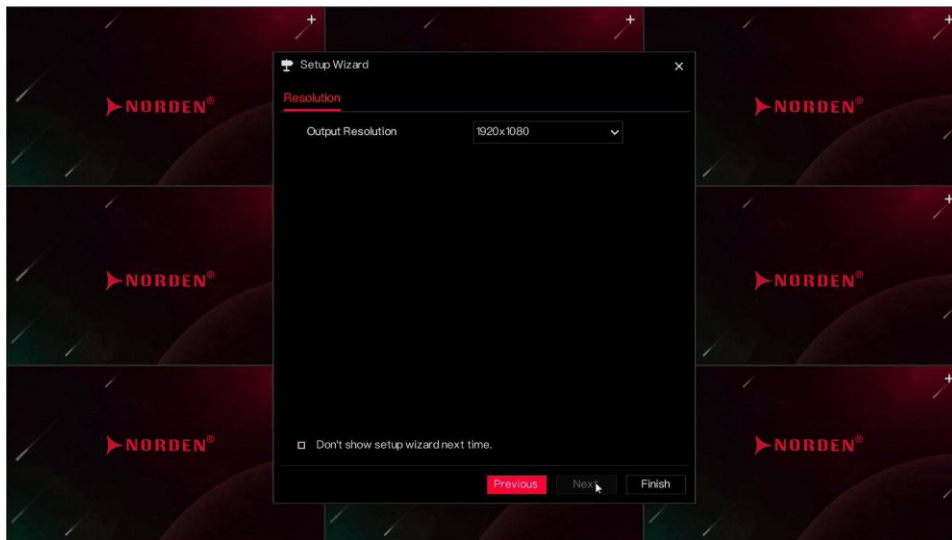 Setup Wizard
Resolution
NORDEN®
NORDEN®
Output Resolution
1920x1080
NORDEN®
NORDEN®
NORDEN®
NORDEN®
Don't show setup wizard next time.
Previous
Next
Finish